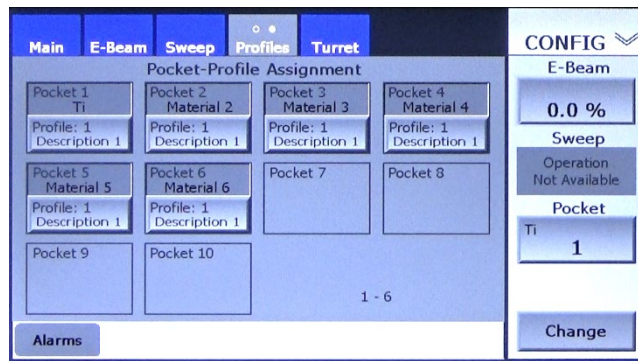 Main E-Beam Sweep Profiles Turret
CONFIG
Pocket-Profile Assignment
Pocket 1
Ti
Profile: 1
Description 1
Pocket 2
Material 2
Profile: 1
Description 1
Pocket 3
Material 3
Profile: 1
Description 1
Pocket 4
Material 4
Profile: 1
Description 1
Pocket 5
Material 5
Profile: 1
Description 1
Pocket 6
Material 6
Profile: 1
Description 1
Pocket 7
Pocket 8
Pocket 9
Pocket 10
1 - 6
Alarms
E-Beam
0.0 %
Sweep
Operation
Not Available
Pocket
Ti
1
Change